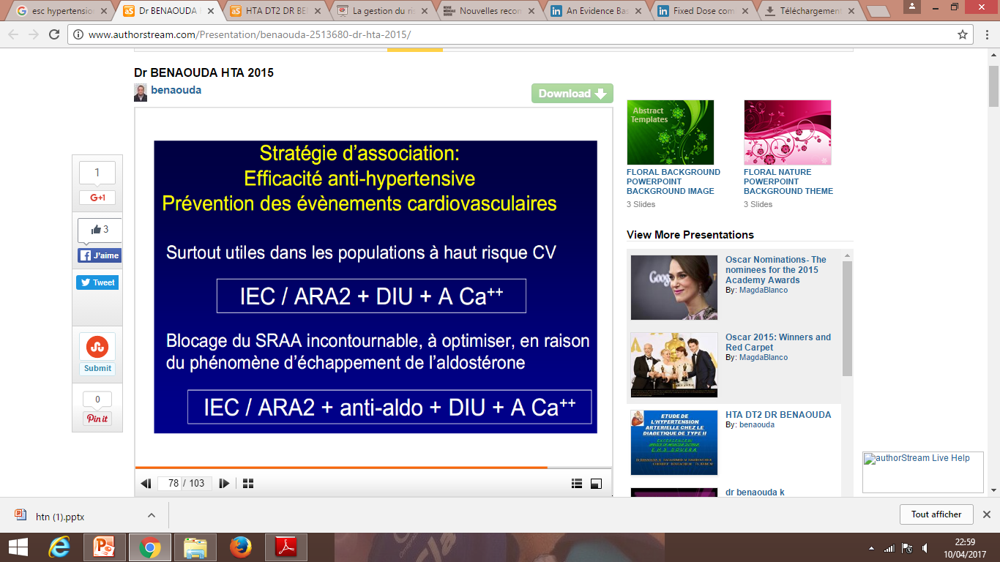 esc hypertensio
Dr BENAOUDA
HTA DT2 DR BE
La gestion du ri
Nouvelles recon
An Evidence Bas
Fixed Dose com
Téléchargement
www.authorstream.com/Presentation/benaouda-2513680-dr-hta-2015/
Dr BENAOUDA HTA 2015
benaouda
Download
Stratégie d'association:
Efficacité anti-hypertensive
Prévention des évènements cardiovasculaires
Surtout utiles dans les populations à haut risque CV
IEC / ARA2 + DIU + A Ca++
Blocage du SRAA incontournable, à optimiser, en raison
du phénomène d'échappement de l'aldostérone
IEC / ARA2 + anti-aldo + DIU + A Ca++
78 / 103
1
G+1
3
J'aime
Tweet
Submit
0
Pin it
Abstract
Templates
FLORAL BACKGROUND
POWERPOINT
BACKGROUND IMAGE
3 Slides
FLORAL NATURE
POWERPOINT
BACKGROUND THEME
3 Slides
View More Presentations
Oscar Nominations- The
nominees for the 2015
Academy Awards
By: MagdaBlanco
Oscar 2015: Winners and
Red Carpet
By: MagdaBlanco
ETUDE DE
L'HYPERTENSION
ARTERIELLE CHEZ LE
DIABETIQUE DE TYPE II
E.H.S DOUERA
HTA DT2 DR BENAOUDA
By: benaouda
dr benaouda k
authorStream Live Help
htn (1).pptx
Tout afficher
22:59
10/04/2017